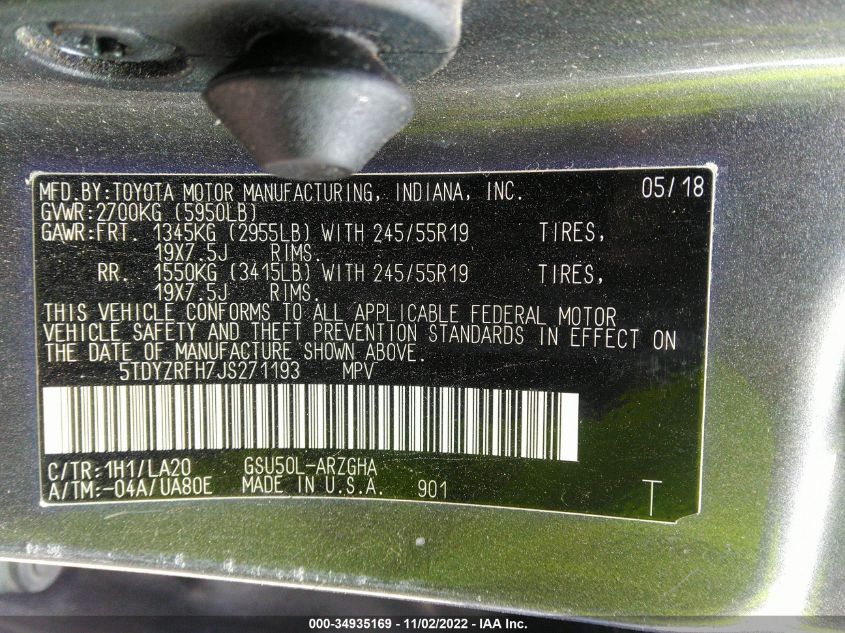 MFD.BY:TOYOTA MOTOR MANUFACTURING, INDIANA, INC. 05/18
GVWR:2700KG (5950LB)
GAWR:FRT. 1345KG (2955LB) WITH 245/55R19 TIRES,
19X7.5J RIMS.
RR. 1550KG (3415LB) WITH 245/55R19 TIRES,
19X7.5J RIMS.
THIS VEHICLE CONFORMS TO ALL APPLICABLE FEDERAL MOTOR
VEHICLE SAFETY AND THEFT PREVENTION STANDARDS IN EFFECT ON
THE DATE OF MANUFACTURE SHOWN ABOVE.
5TDYZRFH7JS271193 MPV
C/TR:1H1/LA20 GSU50L-ARZGHA
A/TM:-04A/UA80E MADE IN U.S.A. 901 T
000-34935169 - 11/02/2022 - IAA Inc.